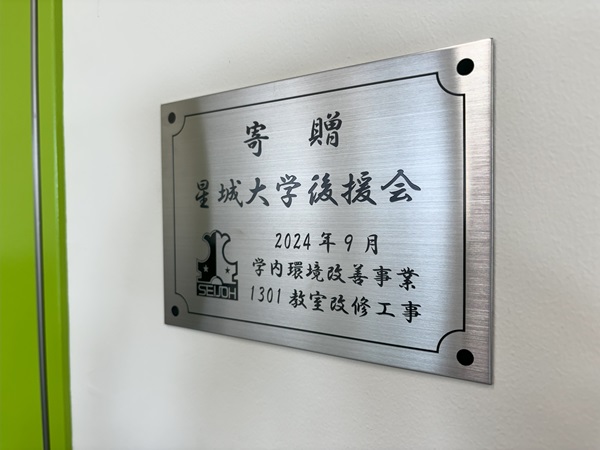 寄贈
星城大学後援会
2024年9月
学内環境改善事業
1301教室改修工事
SEIJOH